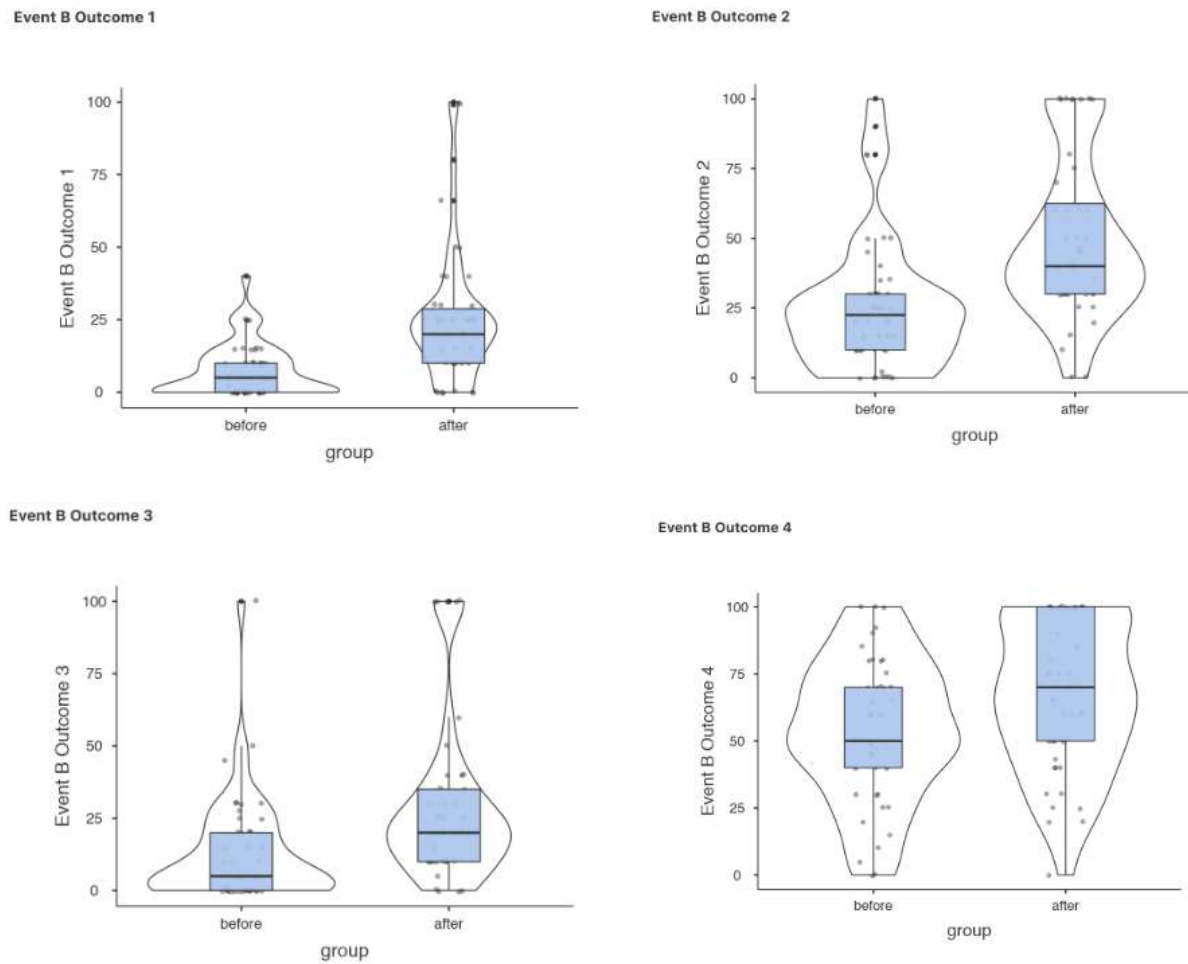 Event B Outcome 1
Event B Outcome 1
100
75
50
25
0
before
after
group
Event B Outcome 2
Event B Outcome 2
100
75
50
25
0
before
after
group
Event B Outcome 3
Event B Outcome 3
100
75
50
25
0
before
after
group
Event B Outcome 4
Event B Outcome 4
100
75
50
25
0
before
after
group